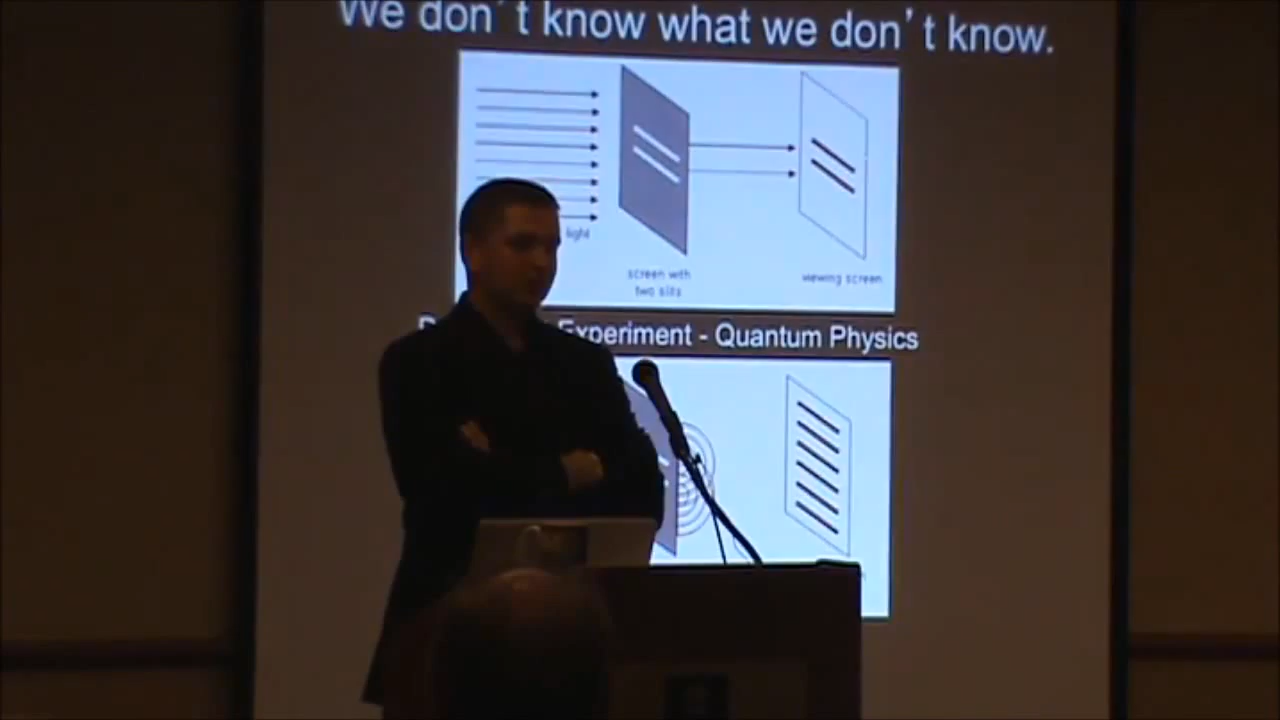 We don't know what we don't know.
light
screen with
two slits
viewing screen
Experiment - Quantum Physics